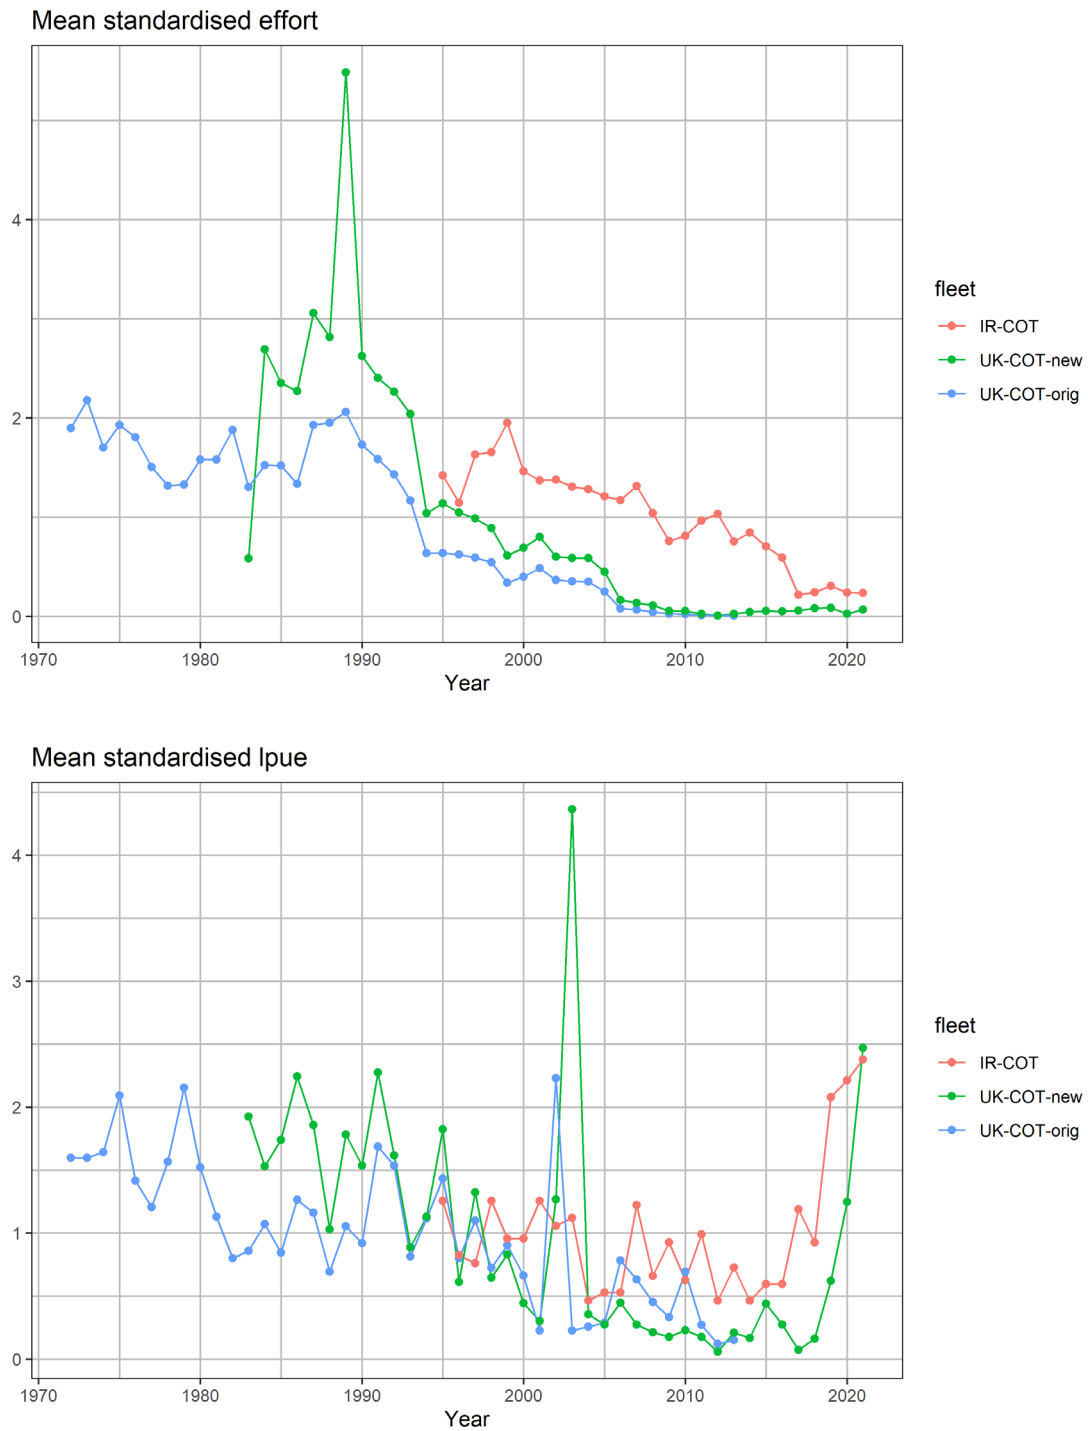 Mean standardised effort
4
2
0
1970 1980 1990 2000 2010 2020
Year
fleet
IR-COT
UK-COT-new
UK-COT-orig
Mean standardised lpue
4
3
2
1
0
1970 1980 1990 2000 2010 2020
Year
fleet
IR-COT
UK-COT-new
UK-COT-orig